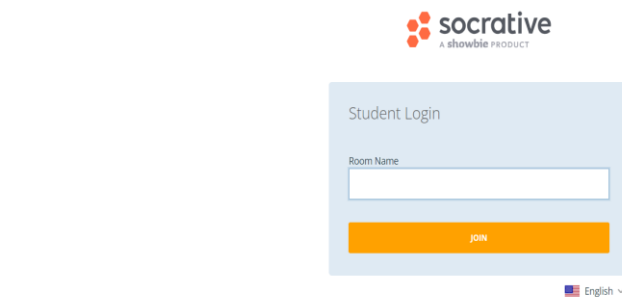 socrative
A showbie PRODUCT
Student Login
Room Name
JOIN
English